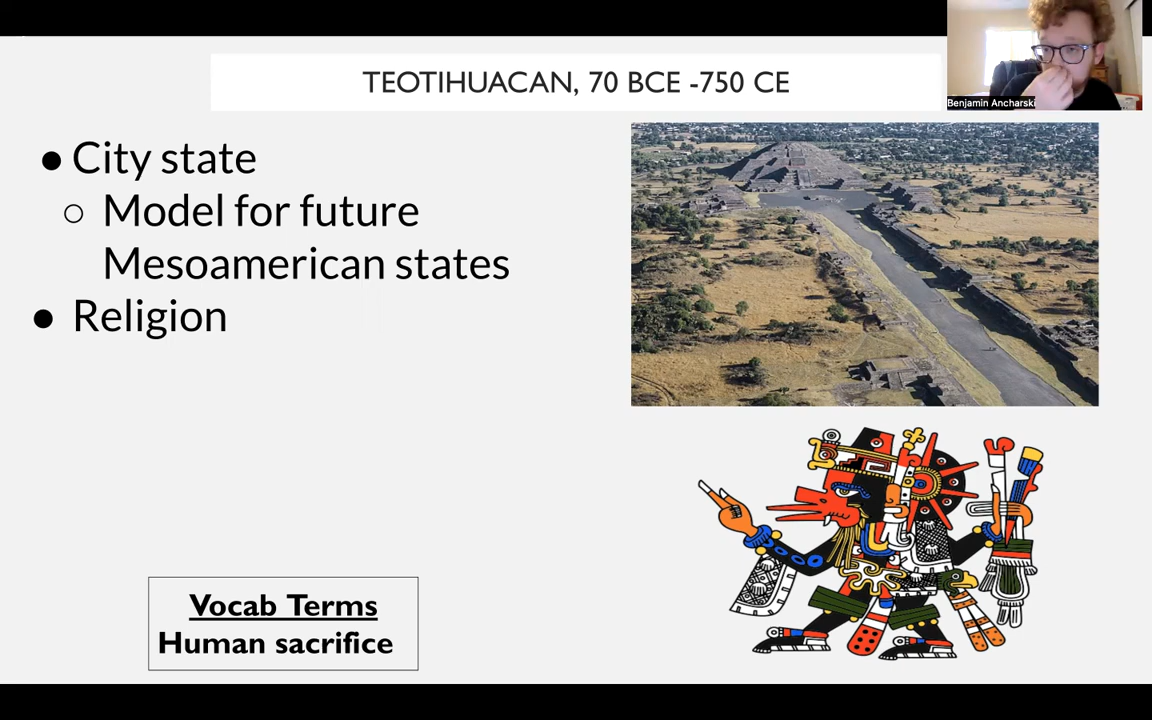 TEOTIHUACAN, 70 BCE -750 CE
Benjamin Ancharski
● City state
○ Model for future
Mesoamerican states
● Religion
Vocab Terms
Human sacrifice